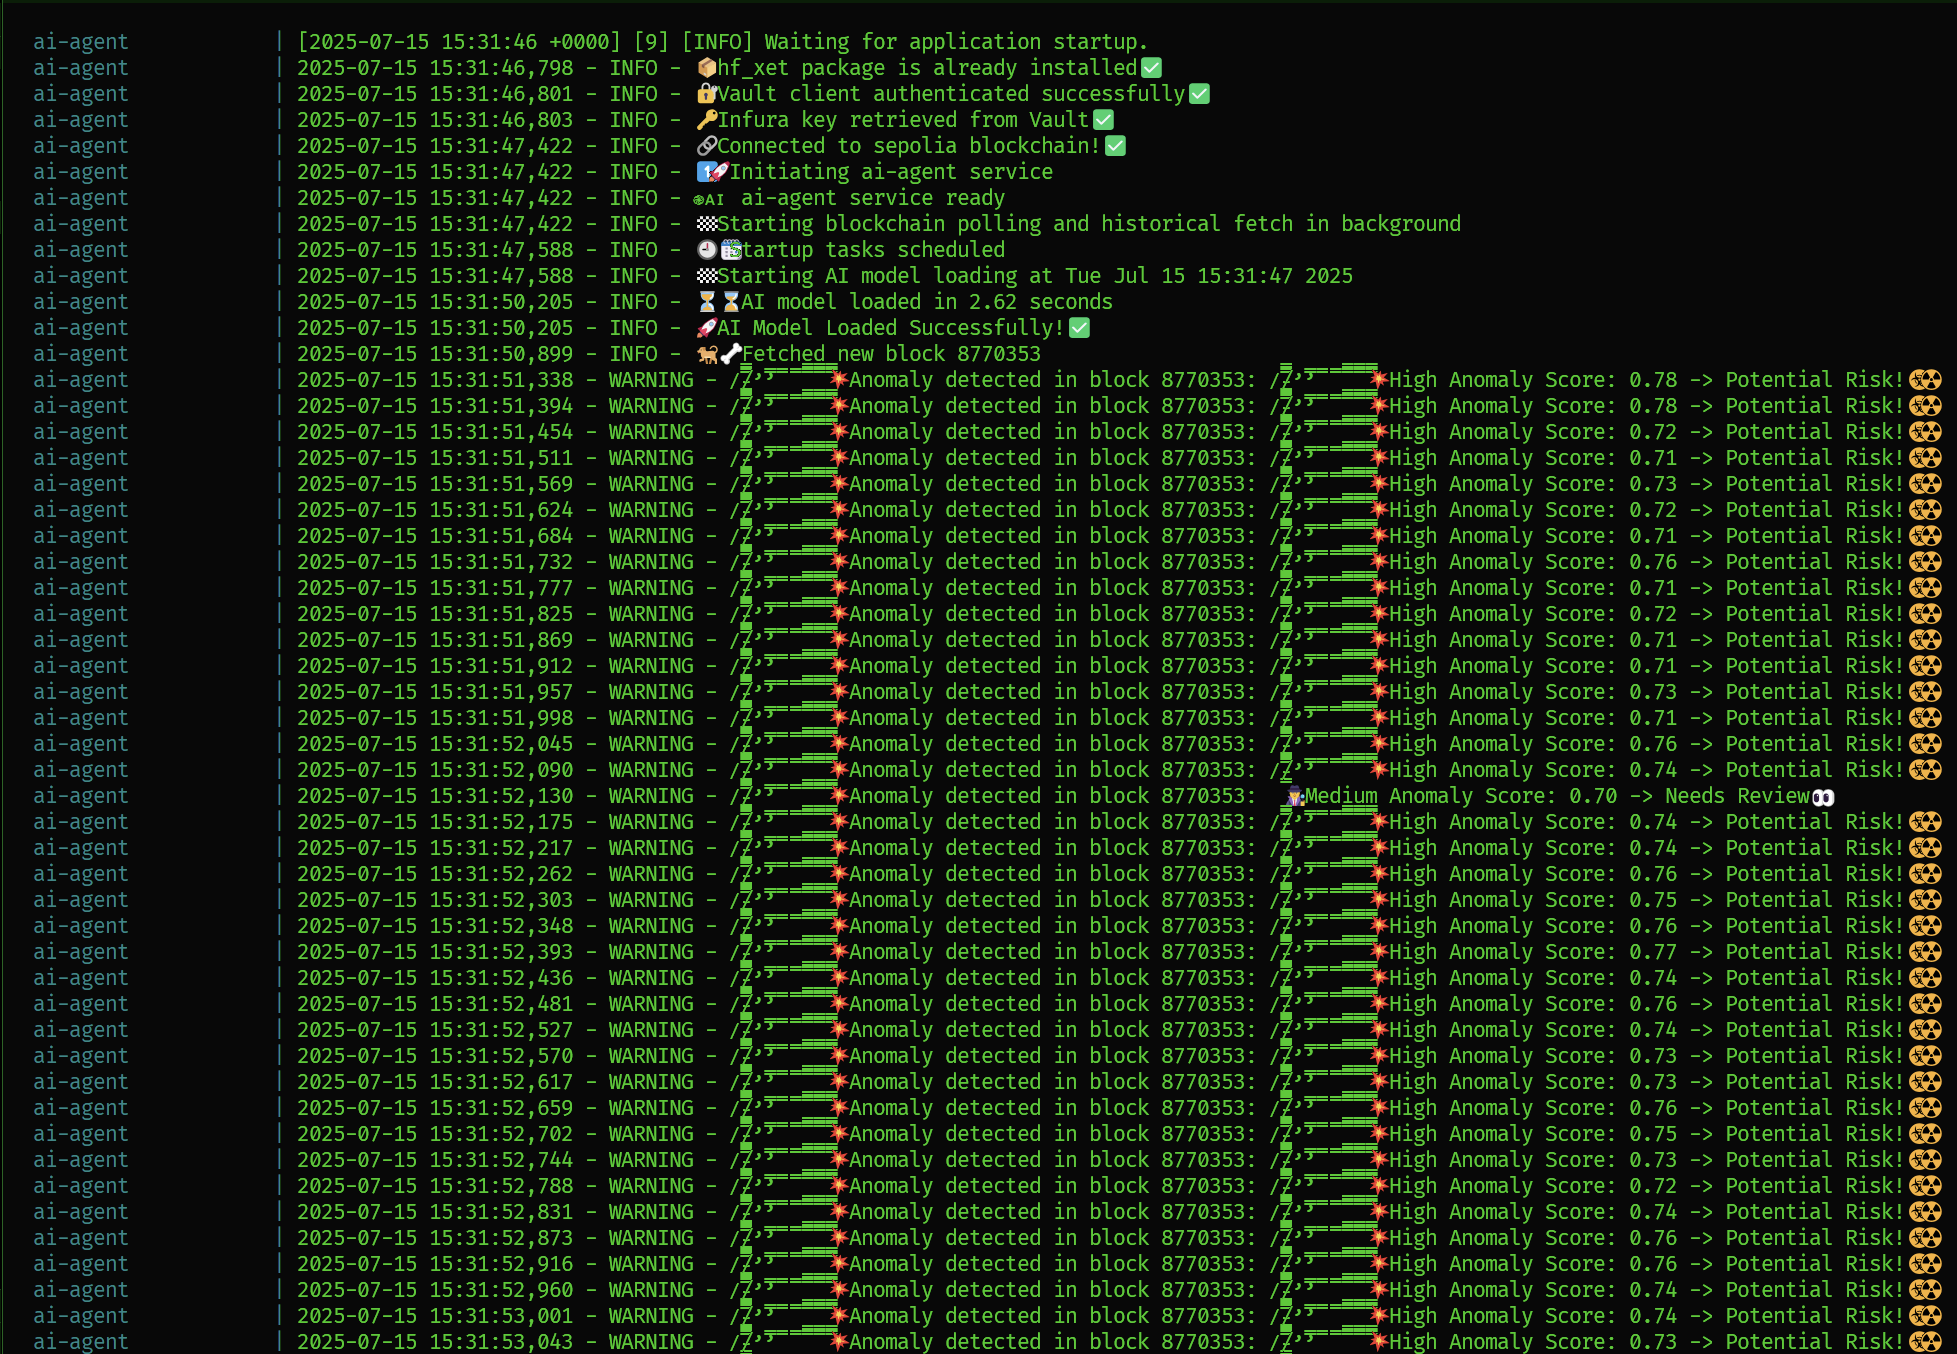 ai-agent | [2025-07-15 15:31:46 +0000] [9] [INFO] Waiting for application startup.
ai-agent | 2025-07-15 15:31:46,798 - INFO - 📦hf_xet package is already installed✅
ai-agent | 2025-07-15 15:31:46,801 - INFO - 🔐Vault client authenticated successfully✅
ai-agent | 2025-07-15 15:31:46,803 - INFO - 🔑Infura key retrieved from Vault✅
ai-agent | 2025-07-15 15:31:47,422 - INFO - 🔗Connected to sepolia blockchain!✅
ai-agent | 2025-07-15 15:31:47,422 - INFO - 🚀Initiating ai-agent service
ai-agent | 2025-07-15 15:31:47,422 - INFO - AI ai-agent service ready
ai-agent | 2025-07-15 15:31:47,422 - INFO - 🏁Starting blockchain polling and historical fetch in background
ai-agent | 2025-07-15 15:31:47,588 - INFO - 🕘🗓Startup tasks scheduled
ai-agent | 2025-07-15 15:31:47,588 - INFO - 🏁Starting AI model loading at Tue Jul 15 15:31:47 2025
ai-agent | 2025-07-15 15:31:50,205 - INFO - ⏳⌛AI model loaded in 2.62 seconds
ai-agent | 2025-07-15 15:31:50,205 - INFO - 🚀AI Model Loaded Successfully!✅
ai-agent | 2025-07-15 15:31:50,899 - INFO - 🐕🦴Fetched new block 8770353
ai-agent | 2025-07-15 15:31:51,338 - WARNING - 💥Anomaly detected in block 8770353: 💥High Anomaly Score: 0.78 -> Potential Risk!☣☢
ai-agent | 2025-07-15 15:31:51,394 - WARNING - 💥Anomaly detected in block 8770353: 💥High Anomaly Score: 0.78 -> Potential Risk!☣☢
ai-agent | 2025-07-15 15:31:51,454 - WARNING - 💥Anomaly detected in block 8770353: 💥High Anomaly Score: 0.72 -> Potential Risk!☣☢
ai-agent | 2025-07-15 15:31:51,511 - WARNING - 💥Anomaly detected in block 8770353: 💥High Anomaly Score: 0.71 -> Potential Risk!☣☢
ai-agent | 2025-07-15 15:31:51,569 - WARNING - 💥Anomaly detected in block 8770353: 💥High Anomaly Score: 0.73 -> Potential Risk!☣☢
ai-agent | 2025-07-15 15:31:51,624 - WARNING - 💥Anomaly detected in block 8770353: 💥High Anomaly Score: 0.72 -> Potential Risk!☣☢
ai-agent | 2025-07-15 15:31:51,684 - WARNING - 💥Anomaly detected in block 8770353: 💥High Anomaly Score: 0.71 -> Potential Risk!☣☢
ai-agent | 2025-07-15 15:31:51,732 - WARNING - 💥Anomaly detected in block 8770353: 💥High Anomaly Score: 0.76 -> Potential Risk!☣☢
ai-agent | 2025-07-15 15:31:51,777 - WARNING - 💥Anomaly detected in block 8770353: 💥High Anomaly Score: 0.71 -> Potential Risk!☣☢
ai-agent | 2025-07-15 15:31:51,825 - WARNING - 💥Anomaly detected in block 8770353: 💥High Anomaly Score: 0.72 -> Potential Risk!☣☢
ai-agent | 2025-07-15 15:31:51,869 - WARNING - 💥Anomaly detected in block 8770353: 💥High Anomaly Score: 0.71 -> Potential Risk!☣☢
ai-agent | 2025-07-15 15:31:51,912 - WARNING - 💥Anomaly detected in block 8770353: 💥High Anomaly Score: 0.71 -> Potential Risk!☣☢
ai-agent | 2025-07-15 15:31:51,957 - WARNING - 💥Anomaly detected in block 8770353: 💥High Anomaly Score: 0.73 -> Potential Risk!☣☢
ai-agent | 2025-07-15 15:31:51,998 - WARNING - 💥Anomaly detected in block 8770353: 💥High Anomaly Score: 0.71 -> Potential Risk!☣☢
ai-agent | 2025-07-15 15:31:52,045 - WARNING - 💥Anomaly detected in block 8770353: 💥High Anomaly Score: 0.76 -> Potential Risk!☣☢
ai-agent | 2025-07-15 15:31:52,090 - WARNING - 💥Anomaly detected in block 8770353: 💥High Anomaly Score: 0.74 -> Potential Risk!☣☢
ai-agent | 2025-07-15 15:31:52,130 - WARNING - 💥Anomaly detected in block 8770353: Medium Anomaly Score: 0.70 -> Needs Review👀
ai-agent | 2025-07-15 15:31:52,175 - WARNING - 💥Anomaly detected in block 8770353: 💥High Anomaly Score: 0.74 -> Potential Risk!☣☢
ai-agent | 2025-07-15 15:31:52,217 - WARNING - 💥Anomaly detected in block 8770353: 💥High Anomaly Score: 0.74 -> Potential Risk!☣☢
ai-agent | 2025-07-15 15:31:52,262 - WARNING - 💥Anomaly detected in block 8770353: 💥High Anomaly Score: 0.76 -> Potential Risk!☣☢
ai-agent | 2025-07-15 15:31:52,303 - WARNING - 💥Anomaly detected in block 8770353: 💥High Anomaly Score: 0.75 -> Potential Risk!☣☢
ai-agent | 2025-07-15 15:31:52,348 - WARNING - 💥Anomaly detected in block 8770353: 💥High Anomaly Score: 0.76 -> Potential Risk!☣☢
ai-agent | 2025-07-15 15:31:52,393 - WARNING - 💥Anomaly detected in block 8770353: 💥High Anomaly Score: 0.77 -> Potential Risk!☣☢
ai-agent | 2025-07-15 15:31:52,436 - WARNING - 💥Anomaly detected in block 8770353: 💥High Anomaly Score: 0.74 -> Potential Risk!☣☢
ai-agent | 2025-07-15 15:31:52,481 - WARNING - 💥Anomaly detected in block 8770353: 💥High Anomaly Score: 0.76 -> Potential Risk!☣☢
ai-agent | 2025-07-15 15:31:52,527 - WARNING - 💥Anomaly detected in block 8770353: 💥High Anomaly Score: 0.74 -> Potential Risk!☣☢
ai-agent | 2025-07-15 15:31:52,570 - WARNING - 💥Anomaly detected in block 8770353: 💥High Anomaly Score: 0.73 -> Potential Risk!☣☢
ai-agent | 2025-07-15 15:31:52,617 - WARNING - 💥Anomaly detected in block 8770353: 💥High Anomaly Score: 0.73 -> Potential Risk!☣☢
ai-agent | 2025-07-15 15:31:52,659 - WARNING - 💥Anomaly detected in block 8770353: 💥High Anomaly Score: 0.76 -> Potential Risk!☣☢
ai-agent | 2025-07-15 15:31:52,702 - WARNING - 💥Anomaly detected in block 8770353: 💥High Anomaly Score: 0.75 -> Potential Risk!☣☢
ai-agent | 2025-07-15 15:31:52,744 - WARNING - 💥Anomaly detected in block 8770353: 💥High Anomaly Score: 0.73 -> Potential Risk!☣☢
ai-agent | 2025-07-15 15:31:52,788 - WARNING - 💥Anomaly detected in block 8770353: 💥High Anomaly Score: 0.72 -> Potential Risk!☣☢
ai-agent | 2025-07-15 15:31:52,831 - WARNING - 💥Anomaly detected in block 8770353: 💥High Anomaly Score: 0.74 -> Potential Risk!☣☢
ai-agent | 2025-07-15 15:31:52,873 - WARNING - 💥Anomaly detected in block 8770353: 💥High Anomaly Score: 0.76 -> Potential Risk!☣☢
ai-agent | 2025-07-15 15:31:52,916 - WARNING - 💥Anomaly detected in block 8770353: 💥High Anomaly Score: 0.76 -> Potential Risk!☣☢
ai-agent | 2025-07-15 15:31:52,960 - WARNING - 💥Anomaly detected in block 8770353: 💥High Anomaly Score: 0.74 -> Potential Risk!☣☢
ai-agent | 2025-07-15 15:31:53,001 - WARNING - 💥Anomaly detected in block 8770353: 💥High Anomaly Score: 0.74 -> Potential Risk!☣☢
ai-agent | 2025-07-15 15:31:53,043 - WARNING - 💥Anomaly detected in block 8770353: 💥High Anomaly Score: 0.73 -> Potential Risk!☣☢